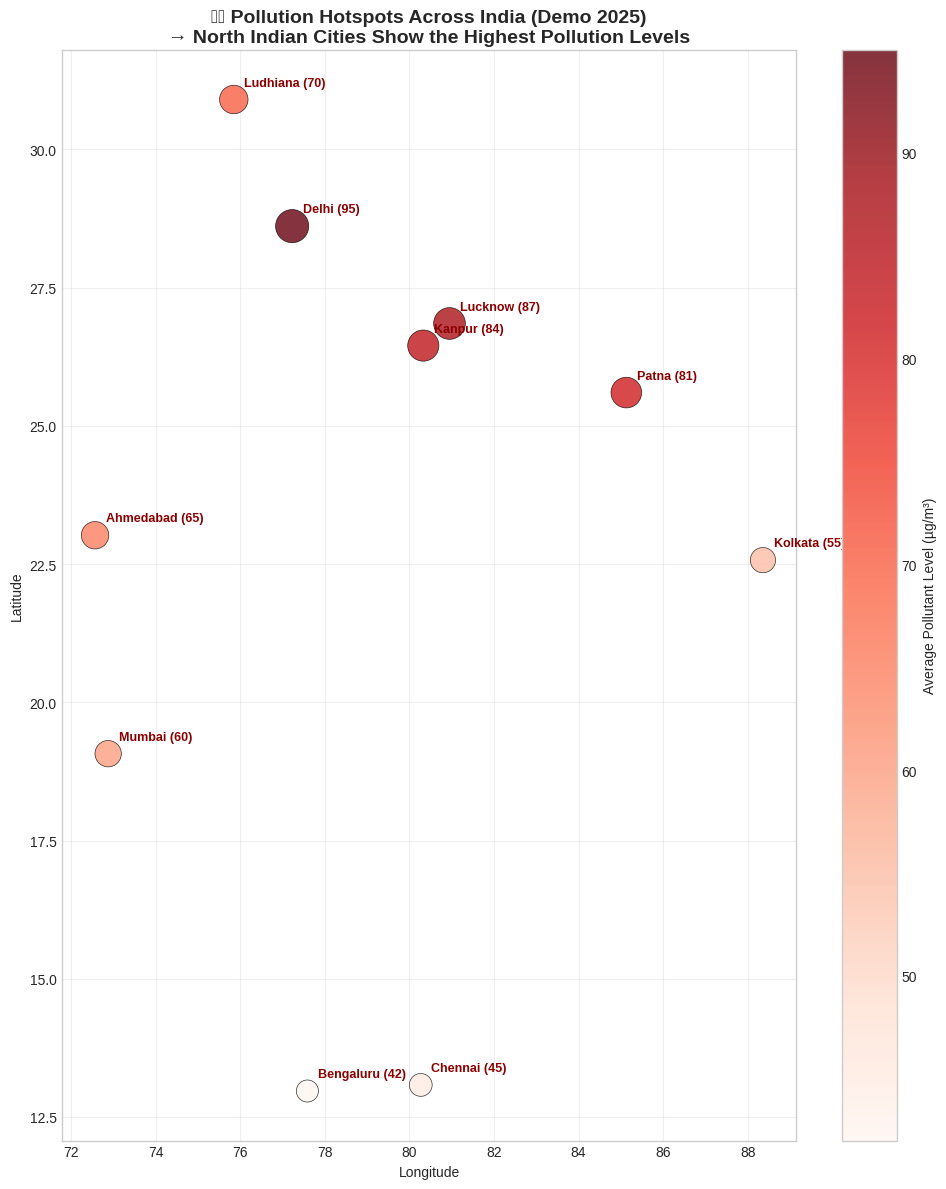 Pollution Hotspots Across India (Demo 2025)
→ North Indian Cities Show the Highest Pollution Levels
Ludhiana (70)
Delhi (95)
Lucknow (87)
Kanpur (84)
Patna (81)
Ahmedabad (65)
Kolkata (55)
Mumbai (60)
Bengaluru (42)
Chennai (45)
30.0
27.5
25.0
22.5
20.0
17.5
15.0
12.5
Latitude
72 74 76 78 80 82 84 86 88
Longitude
90
80
70
60
50
Average Pollutant Level (µg/m³)